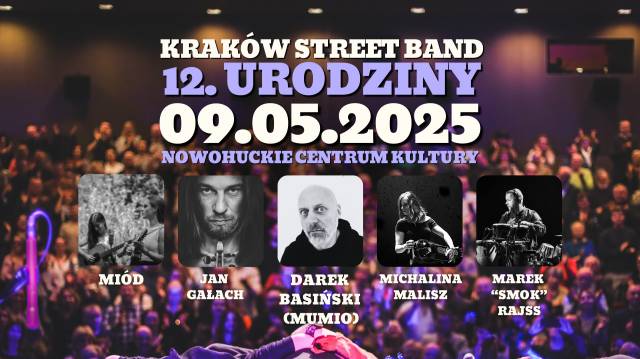 KRAKÓW STREET BAND
12. URODZINY
09.05.2025
NOWOHUCKIE CENTRUM KULTURY
MIÓD
JAN
GAŁACH
DAREK
BASIŃSKI
(MUMIO)
MICHALINA
MALISZ
MAREK
"SMOK"
RAJSS